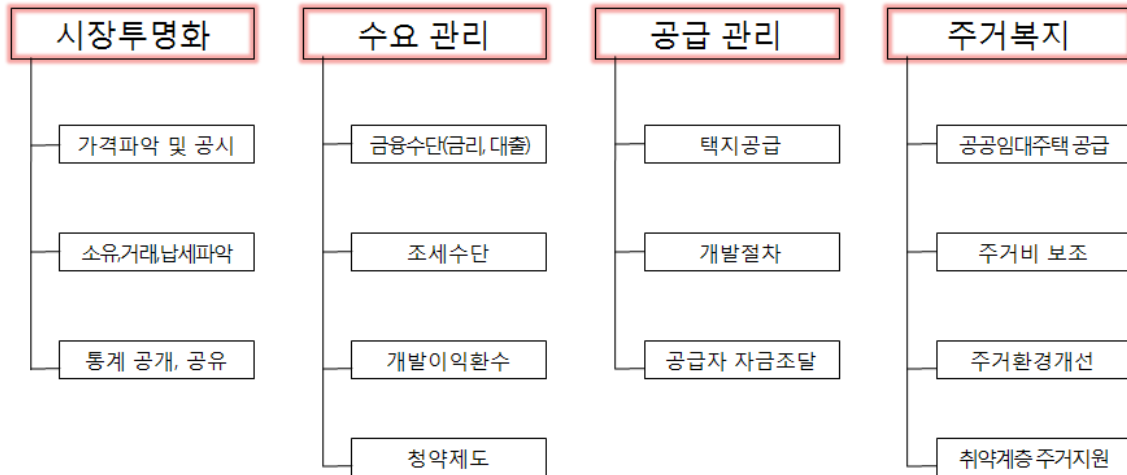 시장투명화
가격파악 및 공시
소유,거래,납세파악
통계 공개, 공유
수요 관리
금융수단(금리, 대출)
조세수단
개발이익환수
청약제도
공급 관리
택지공급
개발절차
공급자 자금조달
주거복지
공공임대주택 공급
주거비 보조
주거환경개선
취약계층 주거지원